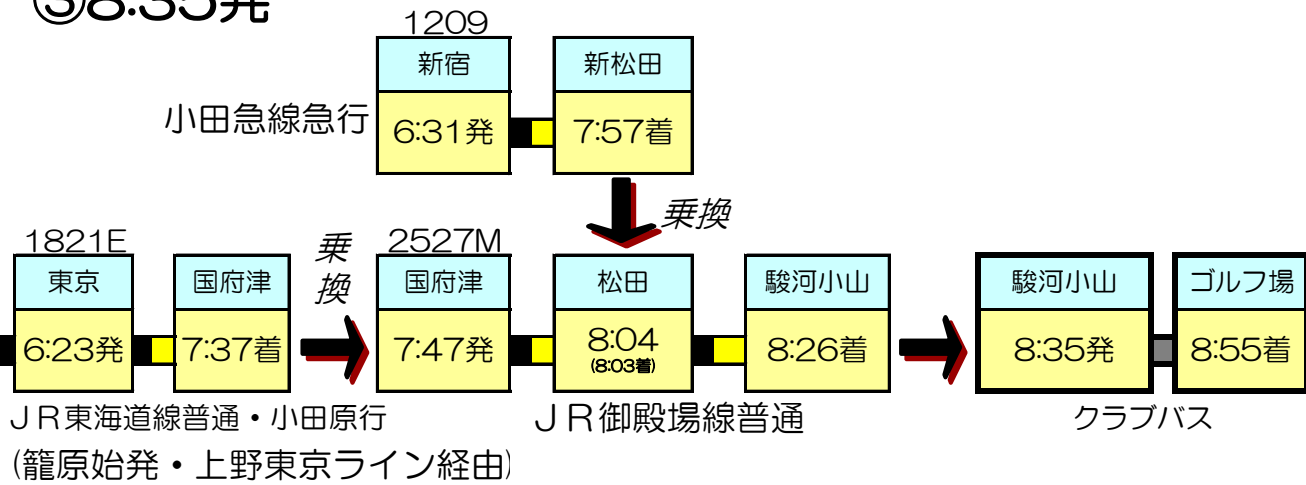 ③8:35発
1209
新宿 新松田
小田急線急行 6:31発 7:57着
乗換
1821E 2527M
乗換
東京 国府津 国府津 松田 駿河小山 駿河小山 ゴルフ場
6:23発 7:37着 7:47発 8:04 8:26着 8:35発 8:55着
(8:03着)
JR東海道線普通・小田原行 JR御殿場線普通 クラブバス
(籠原始発・上野東京ライン経由)